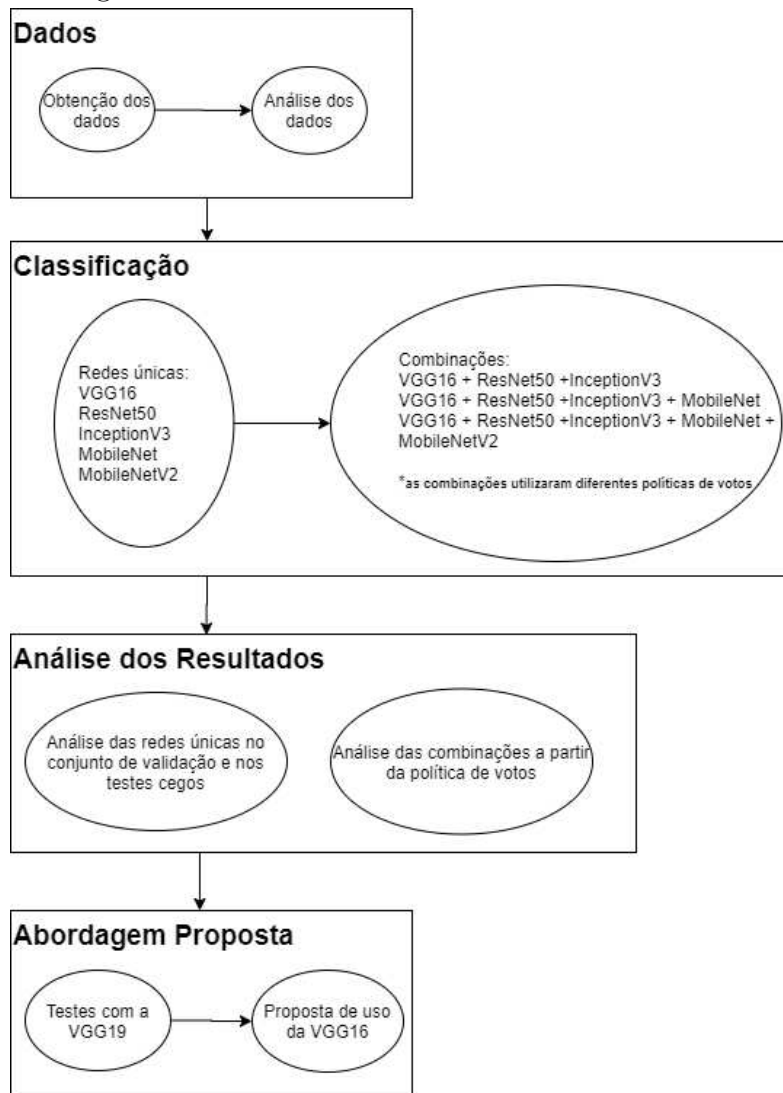 Dados
Obtenção dos
dados
Análise dos
dados
Classificação
Redes únicas:
VGG16
ResNet50
InceptionV3
MobileNet
MobileNetV2
Combinações:
VGG16 + ResNet50 +InceptionV3
VGG16 + ResNet50 +InceptionV3 + MobileNet
VGG16 + ResNet50 +InceptionV3 + MobileNet +
MobileNetV2
*as combinações utilizaram diferentes políticas de votos
Análise dos Resultados
Análise das redes únicas no
conjunto de validação e nos
testes cegos
Análise das combinações a partir
da política de votos
Abordagem Proposta
Testes com a
VGG19
Proposta de uso
da VGG16